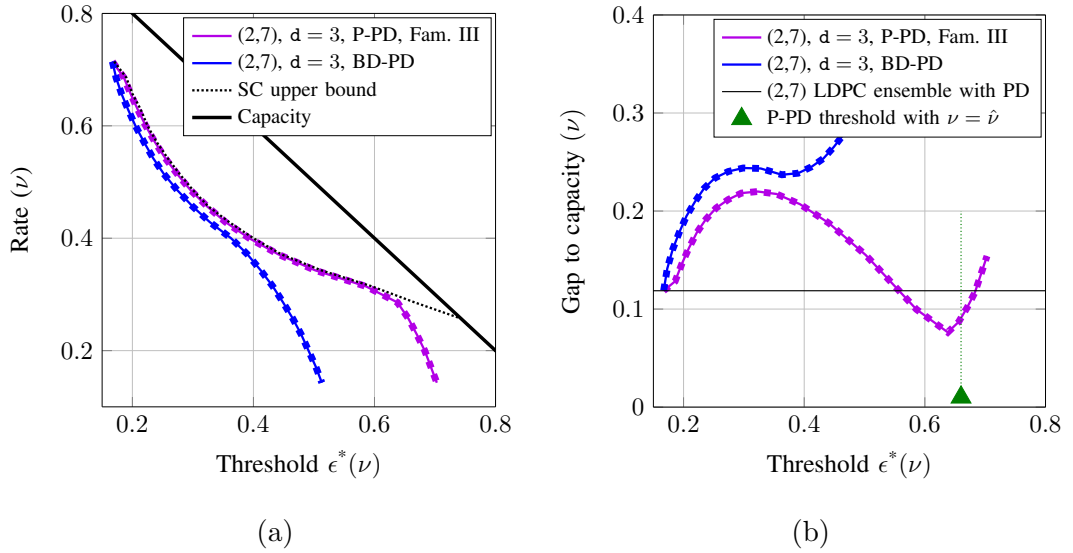 (2,7), d = 3, P-PD, Fam. III
(2,7), d = 3, BD-PD
SC upper bound
Capacity
0.8
0.6
0.4
0.2
Rate (ν)
0.2 0.4 0.6 0.8
Threshold ϵ*(ν)
(a)
(2,7), d = 3, P-PD, Fam. III
(2,7), d = 3, BD-PD
(2,7) LDPC ensemble with PD
P-PD threshold with ν = ν̂
0.4
0.3
0.2
0.1
0
Gap to capacity (ν)
0.2 0.4 0.6 0.8
Threshold ϵ*(ν)
(b)